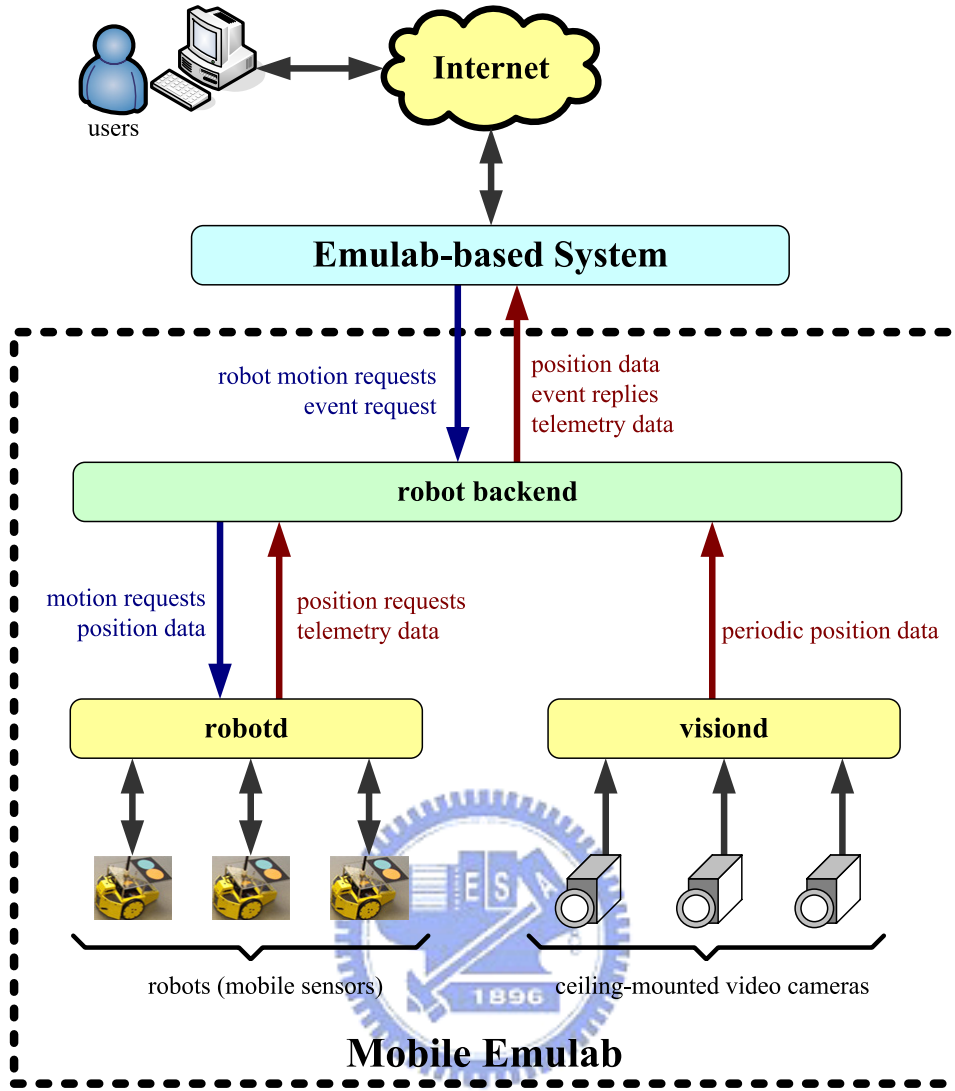 Internet
users
Emulab-based System
robot motion requests
event request
position data
event replies
telemetry data
robot backend
motion requests
position data
position requests
telemetry data
periodic position data
robotd
visiond
ES
A
1896
robots (mobile sensors)
ceiling-mounted video cameras
Mobile Emulab